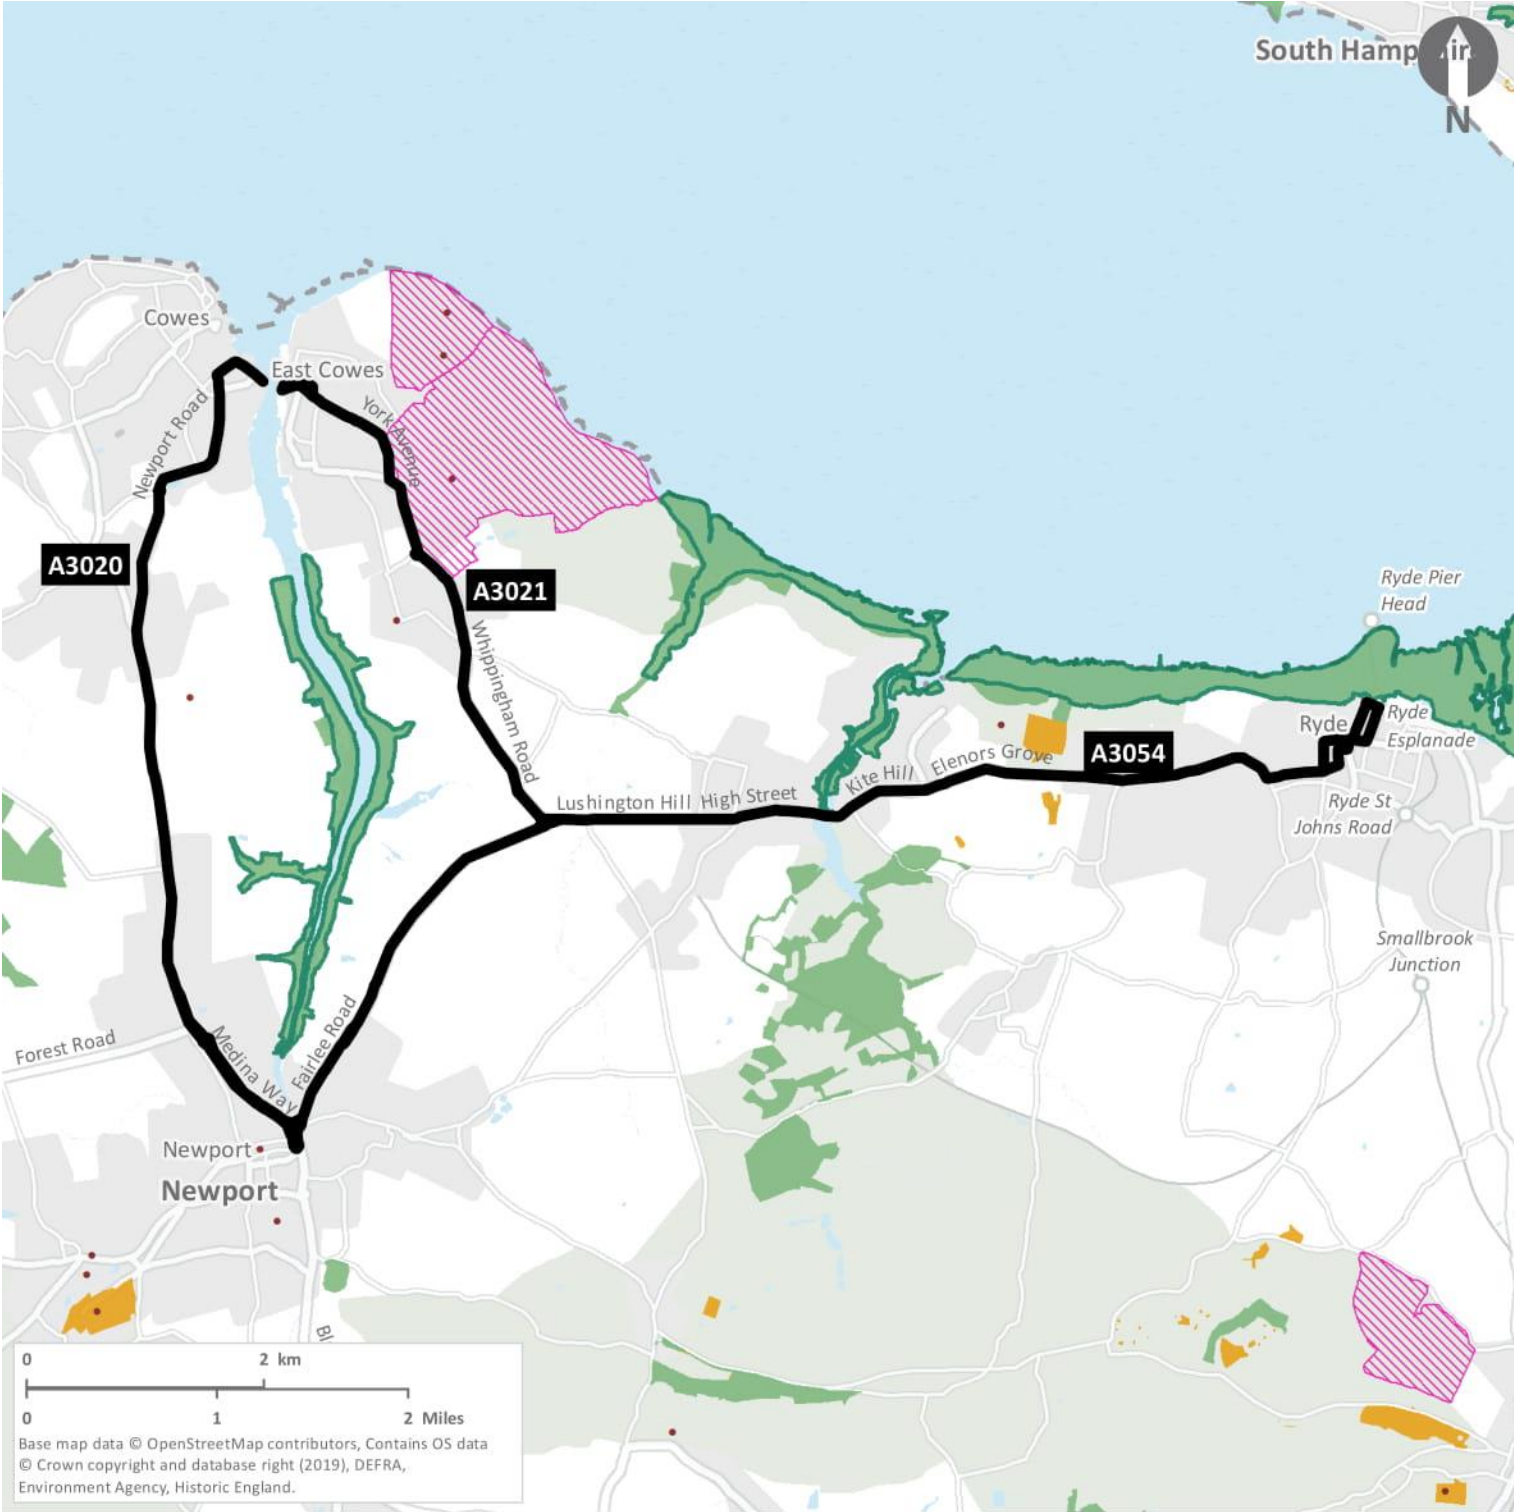 South Hamp
N
Cowes
East Cowes
Newport Road
York Avenue
A3020
A3021
Ryde Pier
Head
Whippingham Road
Ryde
Ryde
Esplanade
A3054
Elenors Grove
Kite Hill
Lushington Hill
High Street
Ryde St
Johns Road
Smallbrook
Junction
Forest Road
Medina Way
Fairlee Road
Newport
Newport
Bl
0 2 km
0 1 2 Miles
Base map data © OpenStreetMap contributors, Contains OS data
© Crown copyright and database right (2019), DEFRA,
Environment Agency, Historic England.